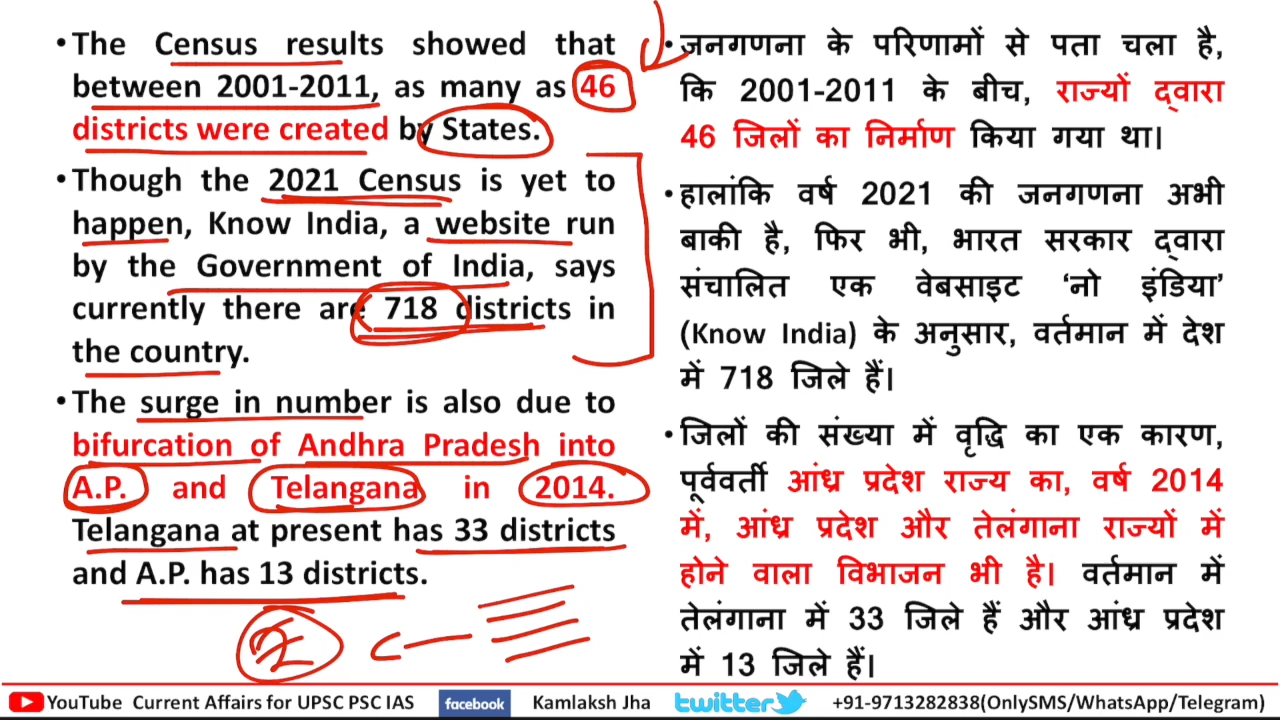 • The Census results showed that
between 2001-2011, as many as 46
districts were created by States.
• Though the 2021 Census is yet to
happen, Know India, a website run
by the Government of India, says
currently there are 718 districts in
the country.
• The surge in number is also due to
bifurcation of Andhra Pradesh into
A.P. and Telangana in 2014.
Telangana at present has 33 districts
and A.P. has 13 districts.
• जनगणना के परिणामों से पता चला है,
कि 2001-2011 के बीच, राज्यों द्वारा
46 जिलों का निर्माण किया गया था।
• हालांकि वर्ष 2021 की जनगणना अभी
बाकी है, फिर भी, भारत सरकार द्वारा
संचालित एक वेबसाइट ‘नो इंडिया’
(Know India) के अनुसार, वर्तमान में देश
में 718 जिले हैं।
• जिलों की संख्या में वृद्धि का एक कारण,
पूर्ववर्ती आंध्र प्रदेश राज्य का, वर्ष 2014
में, आंध्र प्रदेश और तेलंगाना राज्यों में
होने वाला विभाजन भी है। वर्तमान में
तेलंगाना में 33 जिले हैं और आंध्र प्रदेश
में 13 जिले हैं।
YouTube Current Affairs for UPSC PSC IAS facebook Kamlaksh Jha twitter +91-9713282838(OnlySMS/WhatsApp/Telegram)